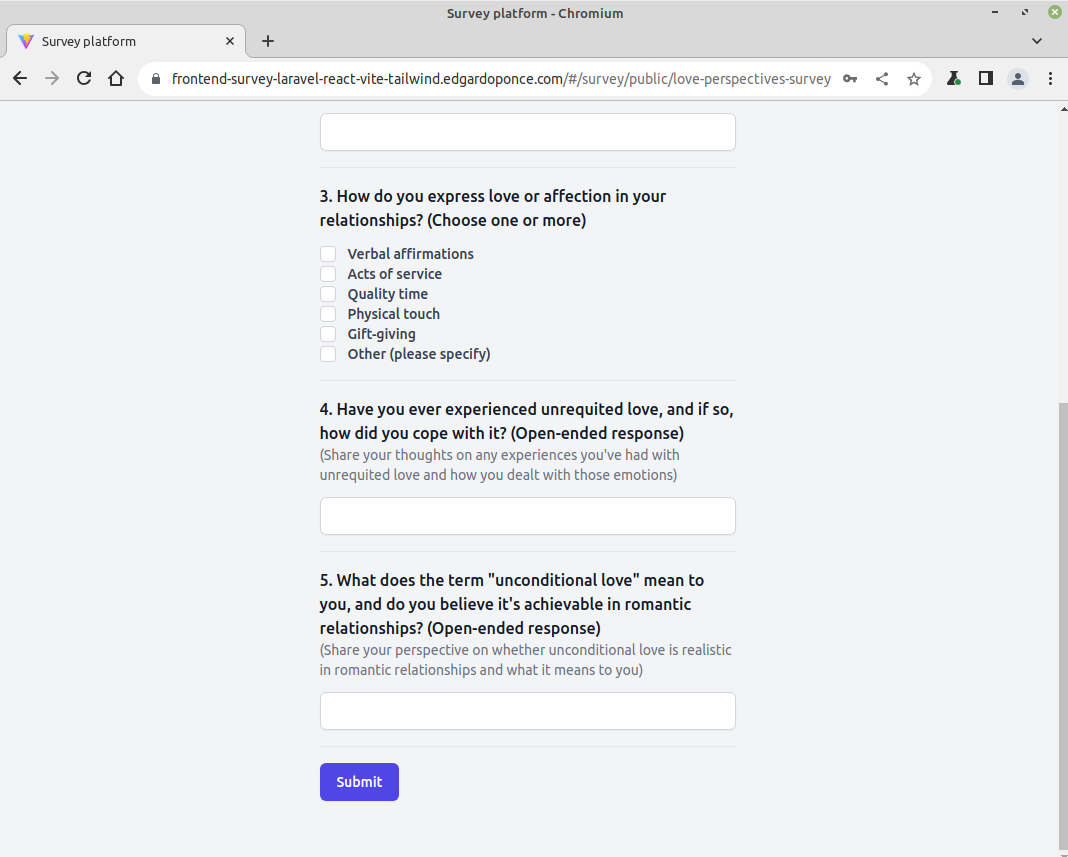 Survey platform - Chromium
Survey platform
frontend-survey-laravel-react-vite-tailwind.edgardoponce.com/#/survey/public/love-perspectives-survey
3. How do you express love or affection in your
relationships? (Choose one or more)
Verbal affirmations
Acts of service
Quality time
Physical touch
Gift-giving
Other (please specify)
4. Have you ever experienced unrequited love, and if so,
how did you cope with it? (Open-ended response)
(Share your thoughts on any experiences you've had with
unrequited love and how you dealt with those emotions)
5. What does the term "unconditional love" mean to
you, and do you believe it's achievable in romantic
relationships? (Open-ended response)
(Share your perspective on whether unconditional love is realistic
in romantic relationships and what it means to you)
Submit